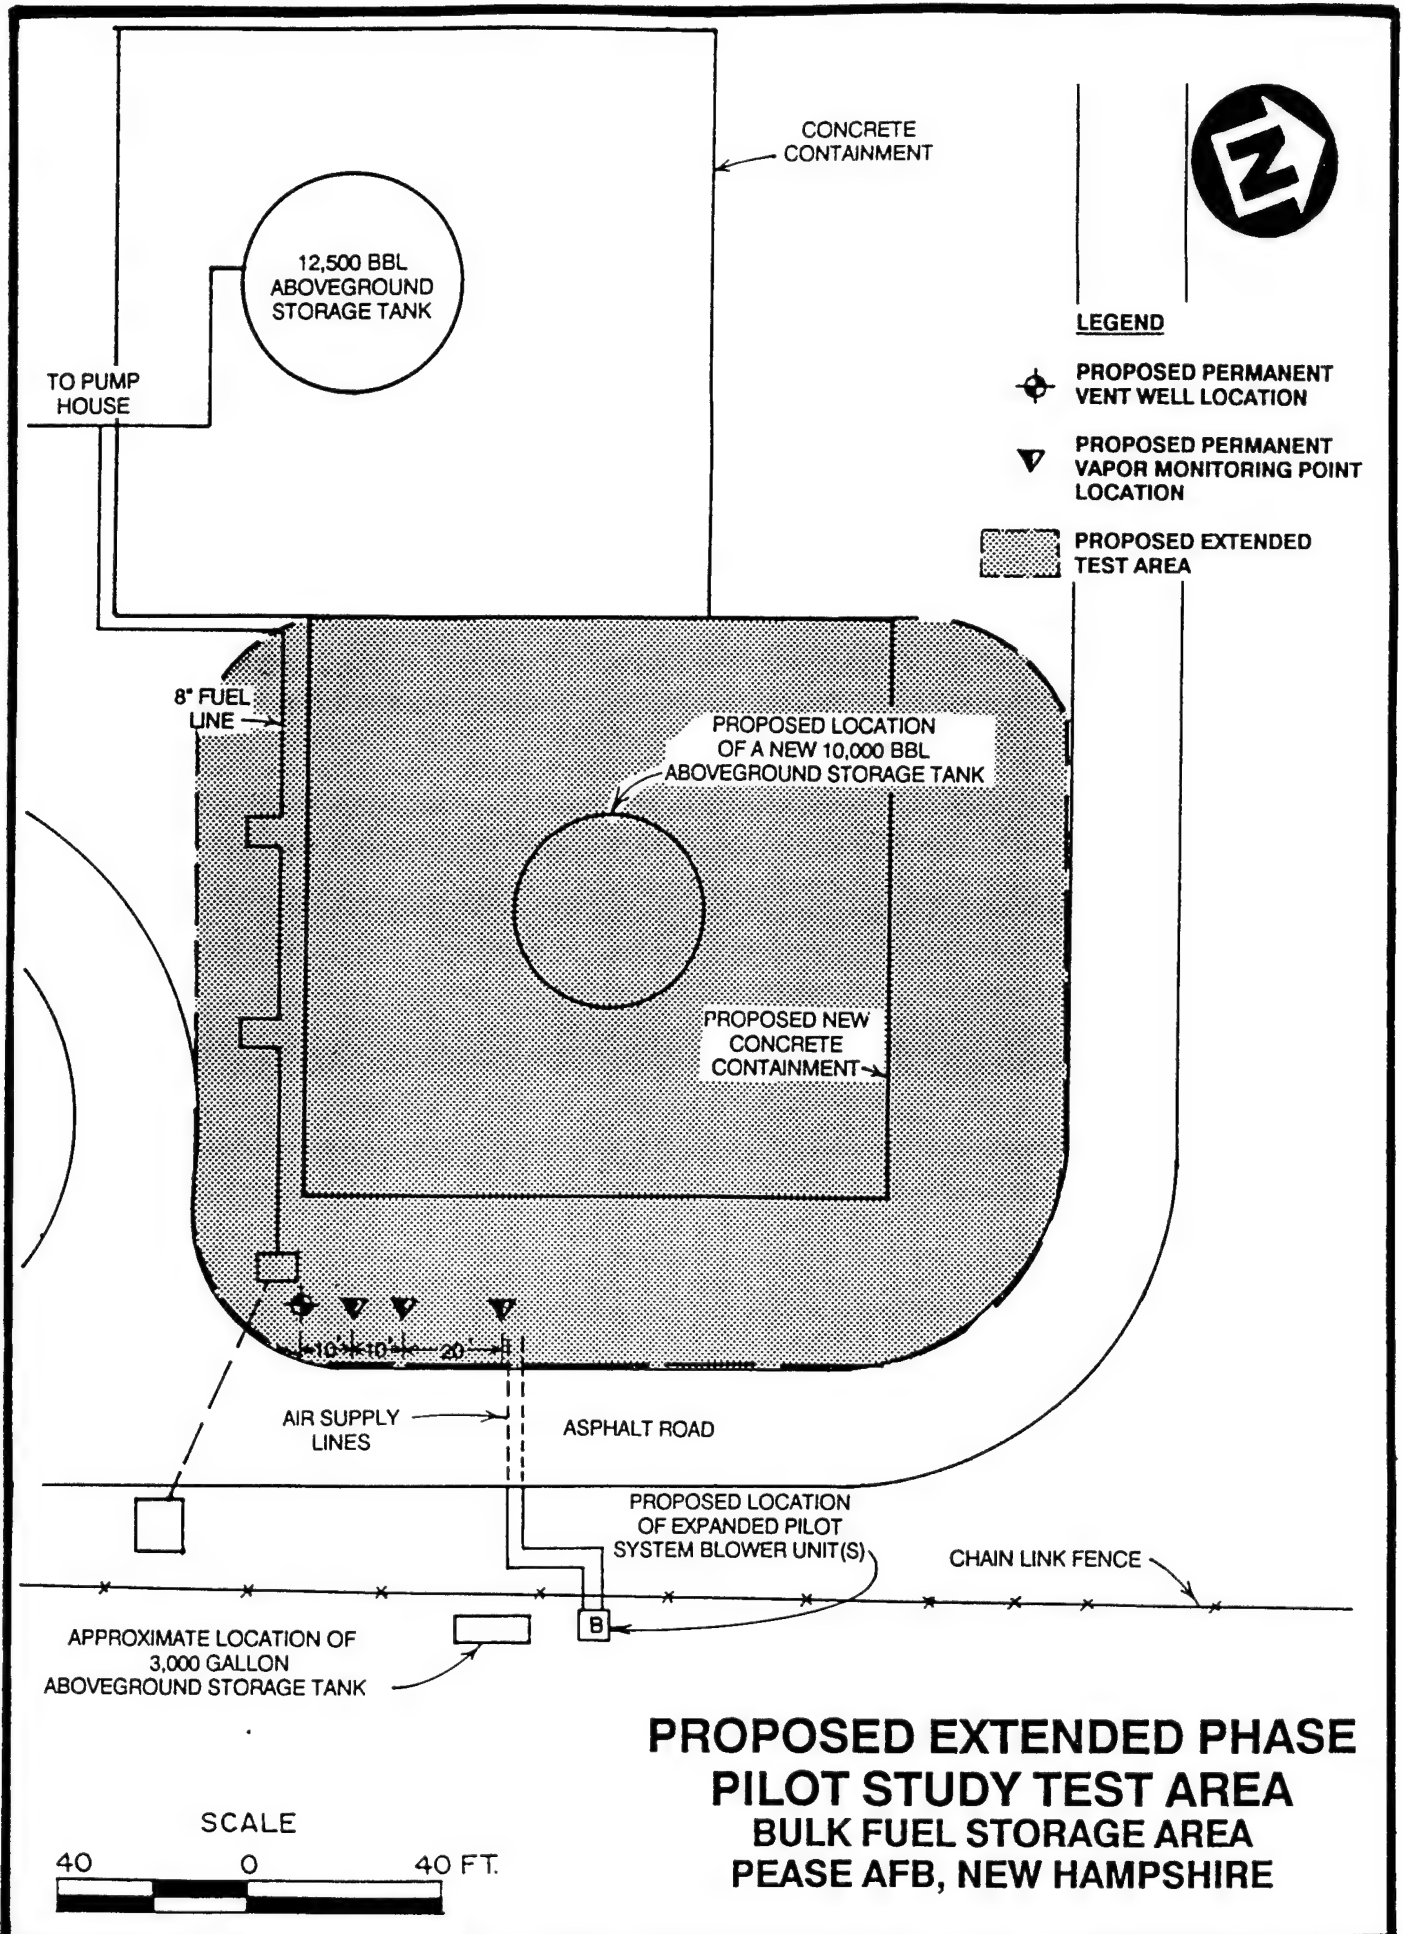 CONCRETE
CONTAINMENT
N
12,500 BBL
ABOVEGROUND
STORAGE TANK
TO PUMP
HOUSE
LEGEND
PROPOSED PERMANENT
VENT WELL LOCATION
PROPOSED PERMANENT
VAPOR MONITORING POINT
LOCATION
PROPOSED EXTENDED
TEST AREA
8" FUEL
LINE
PROPOSED LOCATION
OF A NEW 10,000 BBL
ABOVEGROUND STORAGE TANK
PROPOSED NEW
CONCRETE
CONTAINMENT
10' 10' 20'
AIR SUPPLY
LINES
ASPHALT ROAD
PROPOSED LOCATION
OF EXPANDED PILOT
SYSTEM BLOWER UNIT(S)
CHAIN LINK FENCE
B
APPROXIMATE LOCATION OF
3,000 GALLON
ABOVEGROUND STORAGE TANK
PROPOSED EXTENDED PHASE
PILOT STUDY TEST AREA
BULK FUEL STORAGE AREA
PEASE AFB, NEW HAMPSHIRE
SCALE
40 0 40 FT.